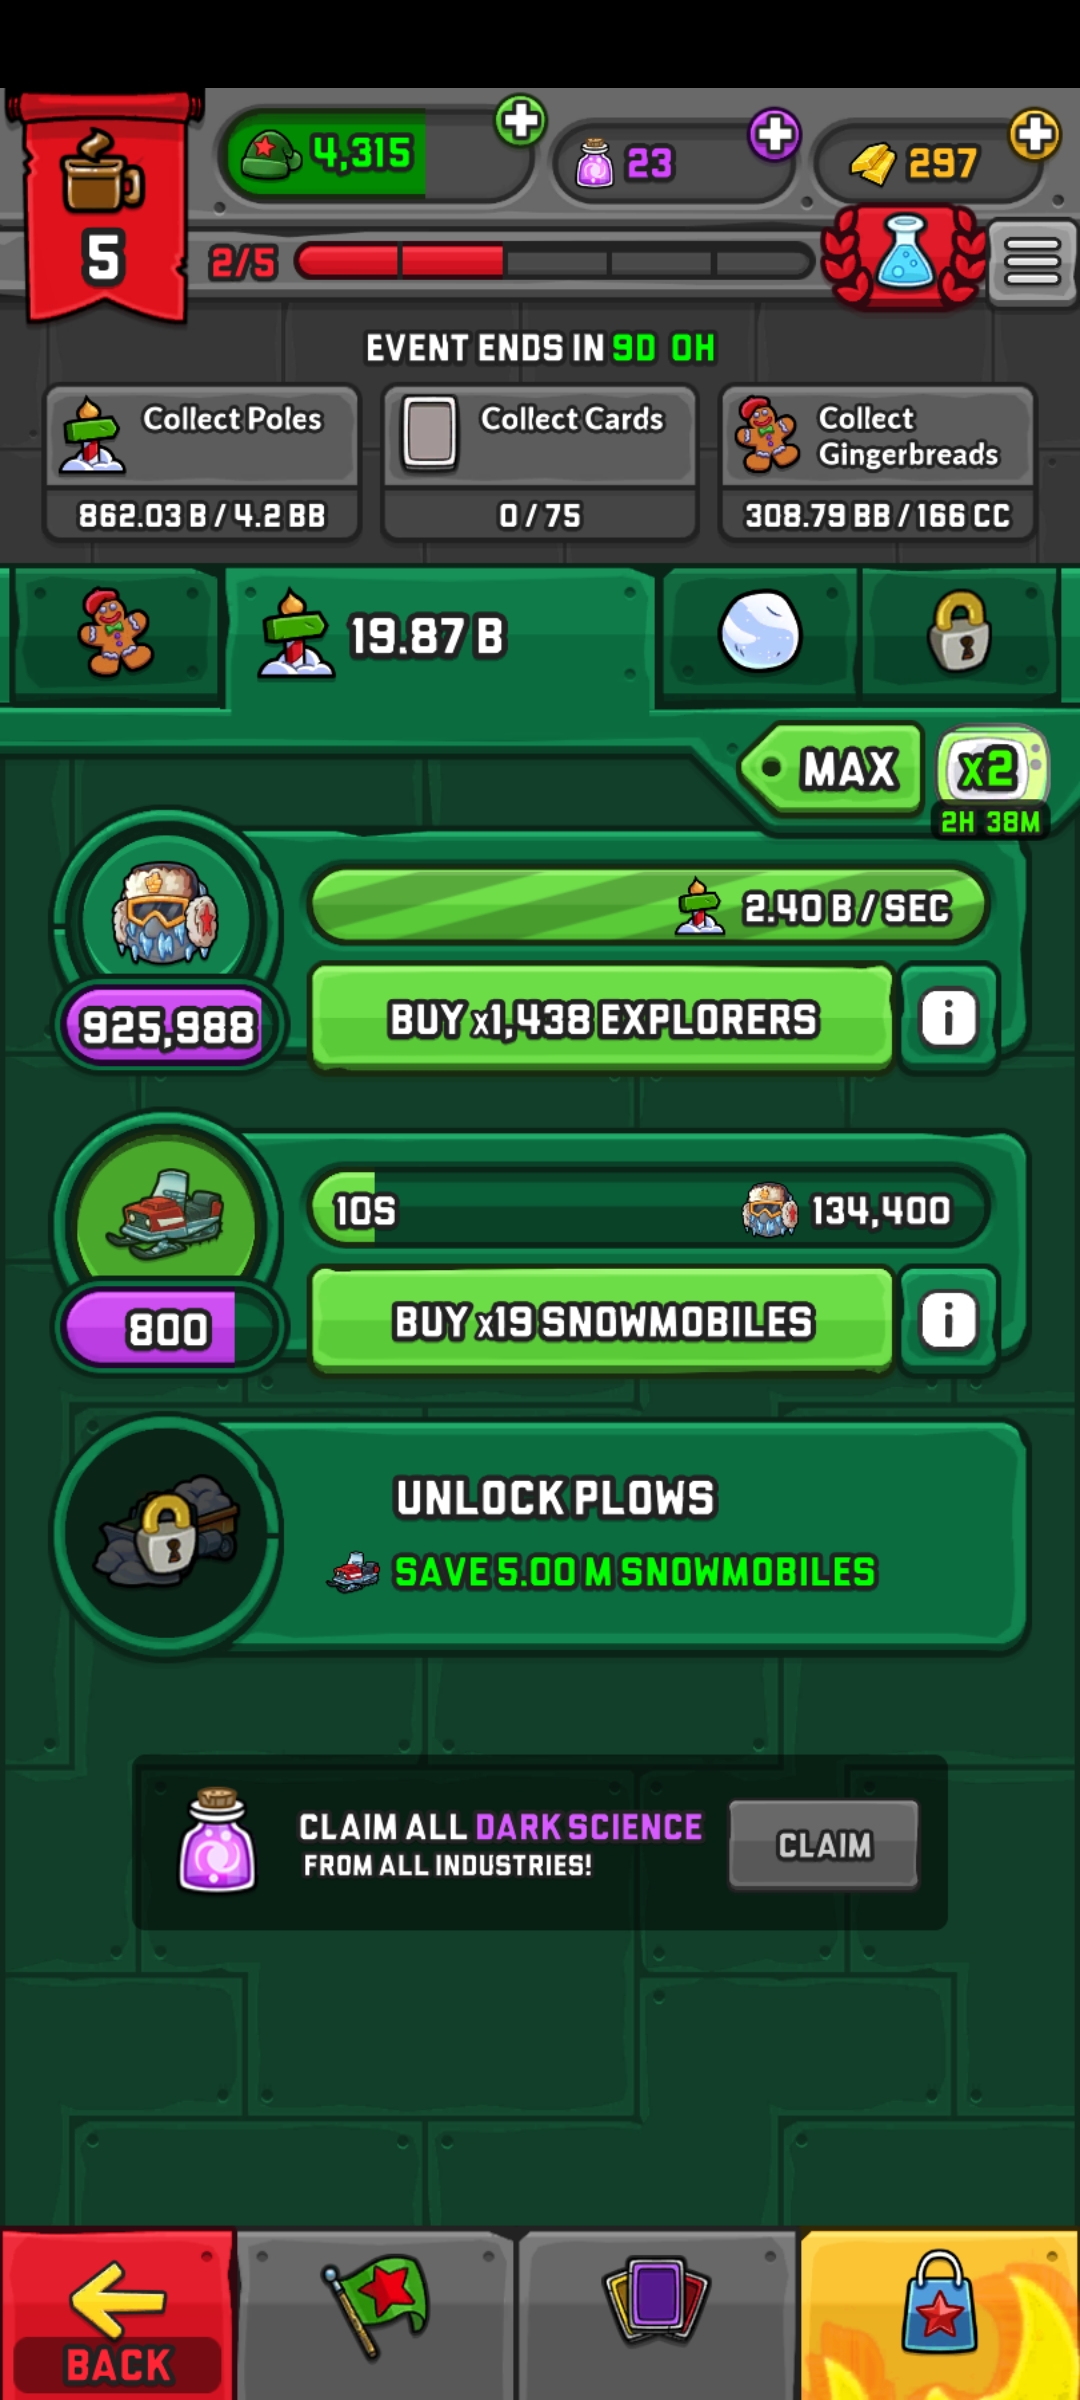 4,315
23
297
5
2/5
EVENT ENDS IN 9D 0H
Collect Poles
862.03 B / 4.2 BB
Collect Cards
0 / 75
Collect
Gingerbreads
308.79 BB / 166 CC
19.87 B
MAX
x2
2H 38M
2.40 B / SEC
925,988
BUY x1,438 EXPLORERS
i
10S
134,400
800
BUY x19 SNOWMOBILES
i
UNLOCK PLOWS
SAVE 5.00 M SNOWMOBILES
CLAIM ALL DARK SCIENCE
FROM ALL INDUSTRIES!
CLAIM
BACK